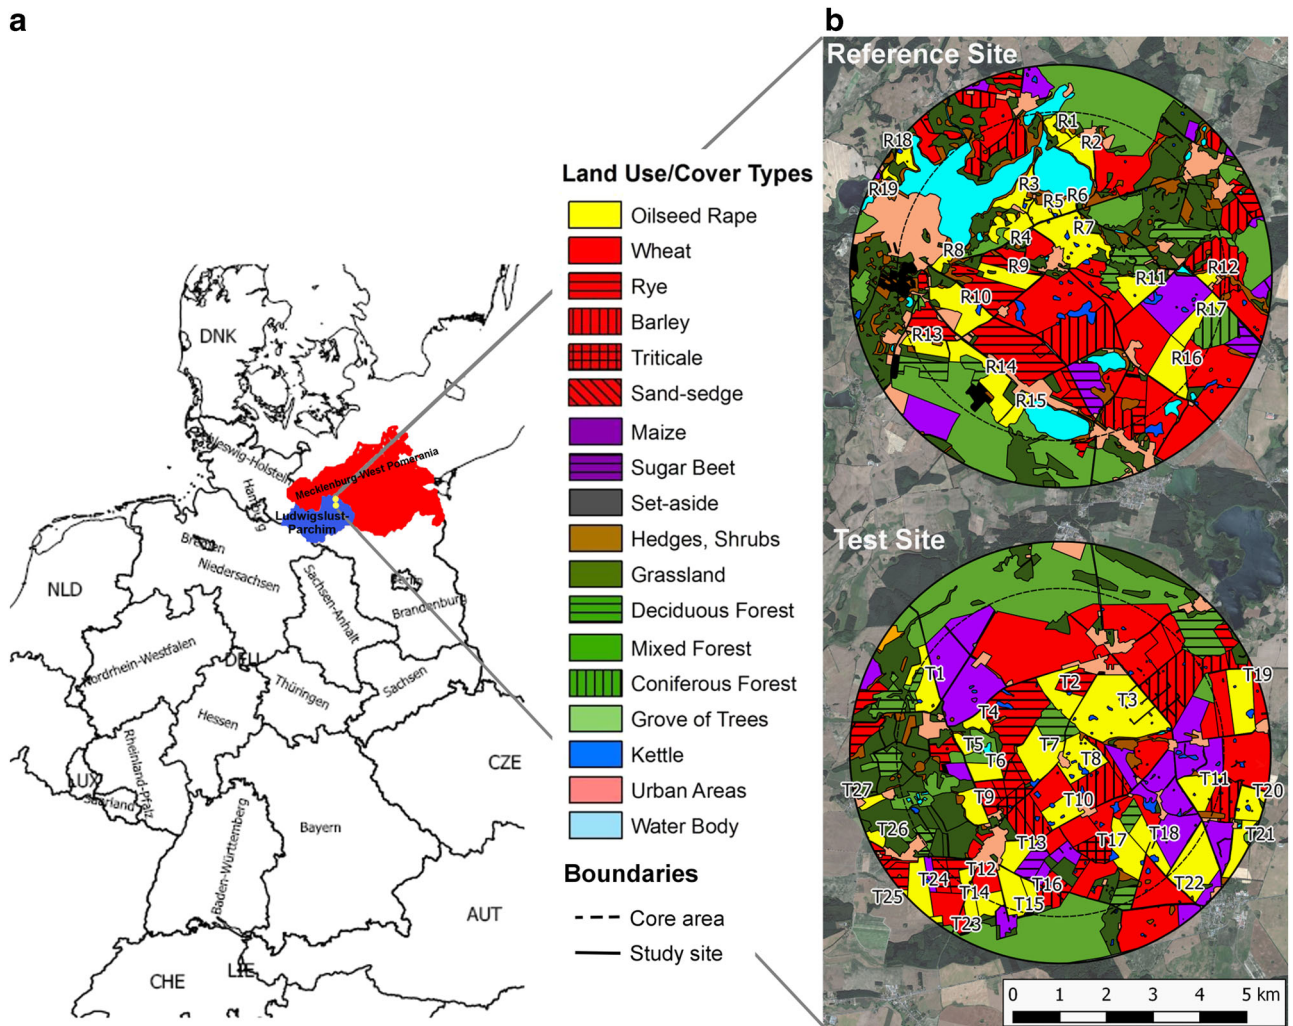 a
b
DNK
Schleswig-Holstein
Hamburg
Mecklenburg-West Pomerania
Ludwigslust-
Parchim
Bremen
Niedersachsen
Sachsen-Anhalt
Berlin
Brandenburg
NLD
Nordrhein-Westfalen
DEU
Thüringen
Sachsen
Hessen
Rheinland-Pfalz
LUX
Saarland
CZE
Bayern
Baden-Württemberg
AUT
CHE
LIE
Land Use/Cover Types
Oilseed Rape
Wheat
Rye
Barley
Triticale
Sand-sedge
Maize
Sugar Beet
Set-aside
Hedges, Shrubs
Grassland
Deciduous Forest
Mixed Forest
Coniferous Forest
Grove of Trees
Kettle
Urban Areas
Water Body
Boundaries
Core area
Study site
Reference Site
R1
R2
R18
R19
R3
R5
R6
R4
R7
R8
R9
R10
R11
R12
R17
R13
R14
R15
R16
Test Site
T1
T2
T3
T19
T4
T5
T6
T7
T8
T9
T10
T11
T20
T27
T26
T13
T17
T18
T21
T12
T24
T25
T14
T16
T15
T22
T23
0 1 2 3 4 5 km